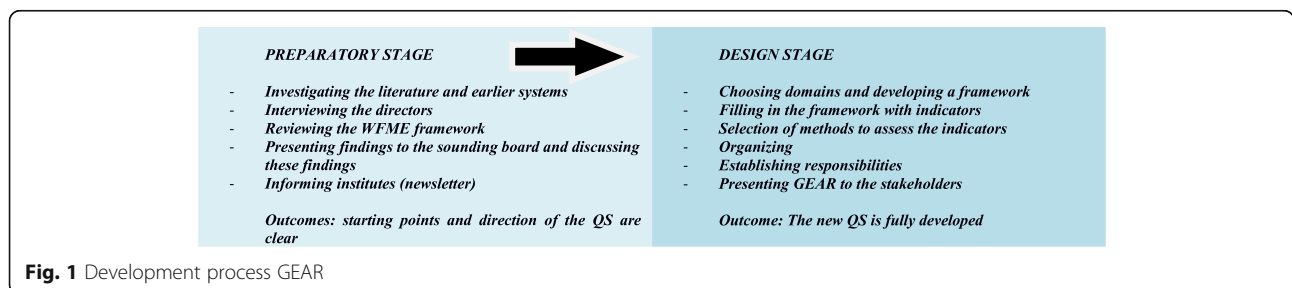 PREPARATORY STAGE
- Investigating the literature and earlier systems
- Interviewing the directors
- Reviewing the WFME framework
- Presenting findings to the sounding board and discussing
these findings
- Informing institutes (newsletter)
Outcomes: starting points and direction of the QS are
clear
DESIGN STAGE
- Choosing domains and developing a framework
- Filling in the framework with indicators
- Selection of methods to assess the indicators
- Organizing
- Establishing responsibilities
- Presenting GEAR to the stakeholders
Outcome: The new QS is fully developed
Fig. 1 Development process GEAR